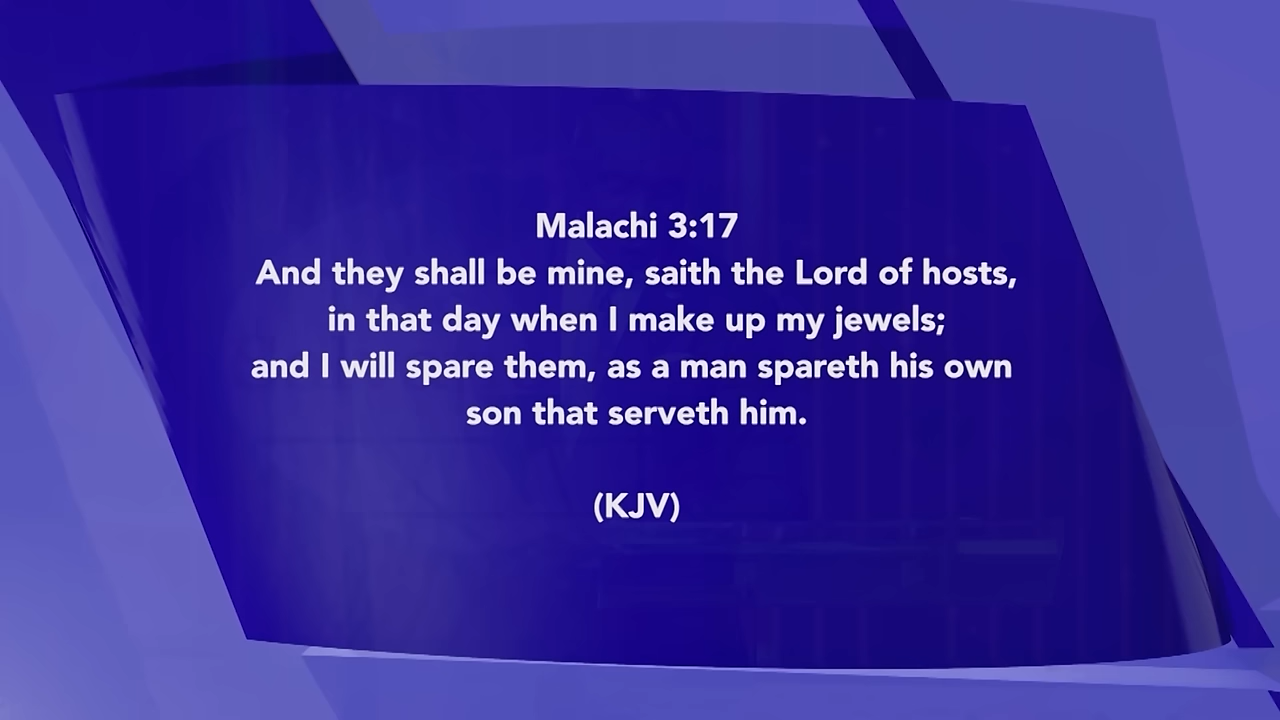 Malachi 3:17
And they shall be mine, saith the Lord of hosts,
in that day when I make up my jewels;
and I will spare them, as a man spareth his own
son that serveth him.
(KJV)